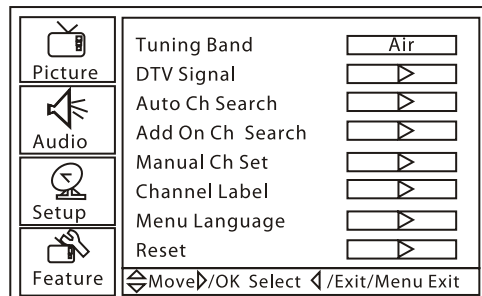 Picture
Audio
Setup
Feature
Tuning Band Air
DTV Signal
Auto Ch Search
Add On Ch Search
Manual Ch Set
Channel Label
Menu Language
Reset
Move /OK Select /Exit/Menu Exit